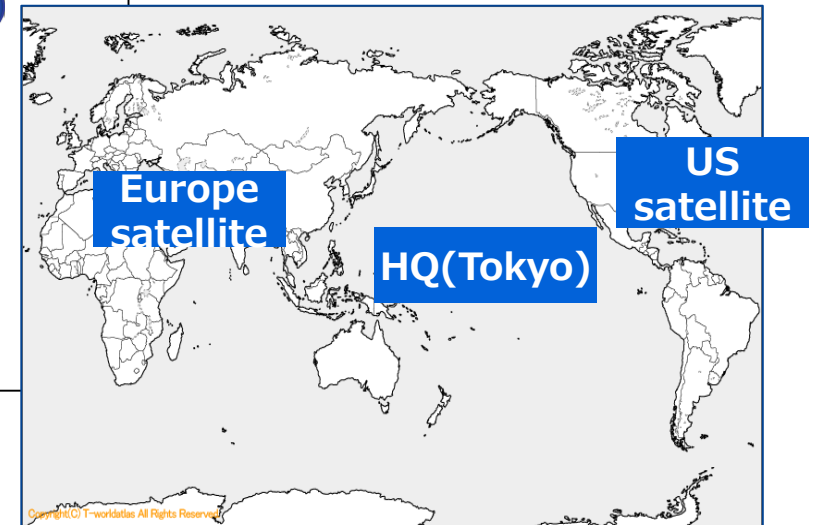 Europe
satellite
US
satellite
HQ(Tokyo)
Copyright(C) T-worldatlas All Rights Reserved